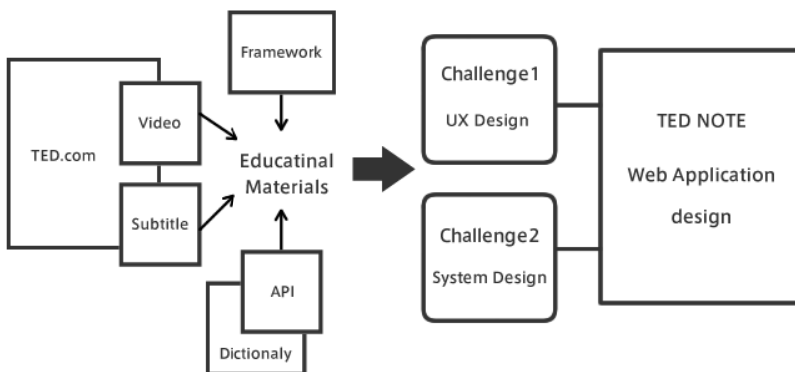 Framework
TED.com
Video
Subtitle
Educatinal
Materials
API
Dictionaly
Challenge1
UX Design
Challenge2
System Design
TED NOTE
Web Application
design